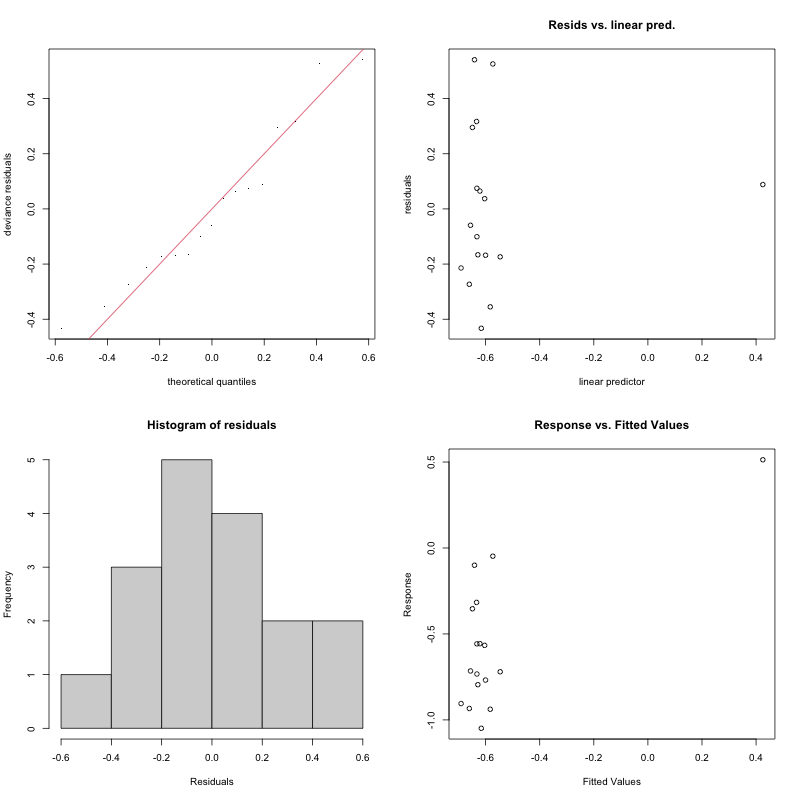 deviance residuals
0.4
0.2
0.0
-0.2
-0.4
-0.6 -0.4 -0.2 0.0 0.2 0.4 0.6
theoretical quantiles
Resids vs. linear pred.
residuals
0.4
0.2
0.0
-0.2
-0.4
-0.6 -0.4 -0.2 0.0 0.2 0.4
linear predictor
Histogram of residuals
Frequency
5
4
3
2
1
0
-0.6 -0.4 -0.2 0.0 0.2 0.4 0.6
Residuals
Response vs. Fitted Values
Response
0.5
0.0
-0.5
-1.0
-0.6 -0.4 -0.2 0.0 0.2 0.4
Fitted Values